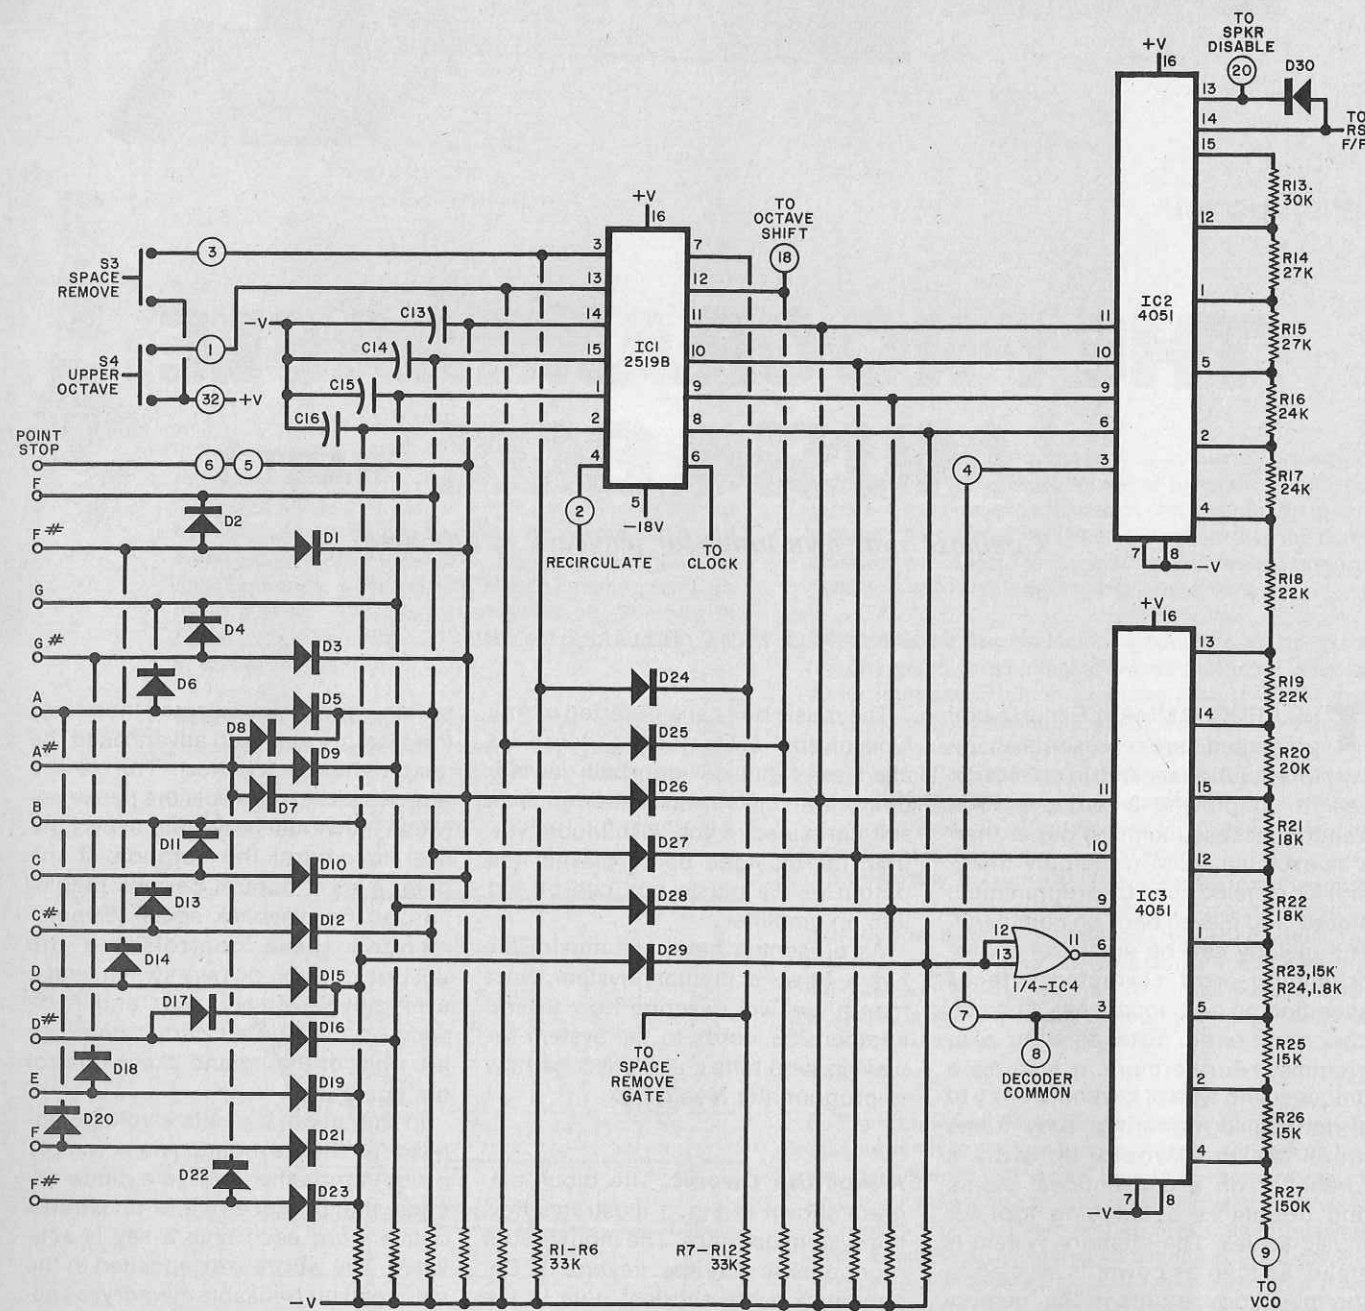 TO
SPKR
DISABLE
20
D30
+V
16
13
14
15
TO
RS
F/F
R13.
30K
12
R14
27K
1
R15
27K
5
R16
24K
2
R17
24K
4
IC2
4051
11
10
9
6
3
7
8
-V
R18
22K
S3
SPACE
REMOVE
3
S4
UPPER
OCTAVE
1
32
+V
-V
C13
C14
C15
C16
+V
16
3
13
14
15
1
2
4
IC1
2519B
7
12
11
10
9
8
6
5
-18V
TO
OCTAVE
SHIFT
18
2
RECIRCULATE
TO
CLOCK
4
POINT
STOP
6
5
F
D2
F#
D1
G
D4
G#
D3
D6
A
D5
D8
A#
D9
D7
B
D11
C
D10
D13
C#
D12
D14
D
D15
D17
D#
D16
D18
E
D19
D20
F
D21
D22
F#
D23
D24
D25
D26
D27
D28
D29
TO
SPACE
REMOVE
GATE
R1-R6
33K
R7-R12
33K
-V
12
13
11
1/4-IC4
7
8
DECODER
COMMON
+V
16
13
14
15
12
1
5
2
4
IC3
4051
11
10
9
6
3
7
8
-V
R19
22K
R20
20K
R21
18K
R22
18K
R23,15K
R24,1.8K
R25
15K
R26
15K
R27
150K
9
TO
VCO